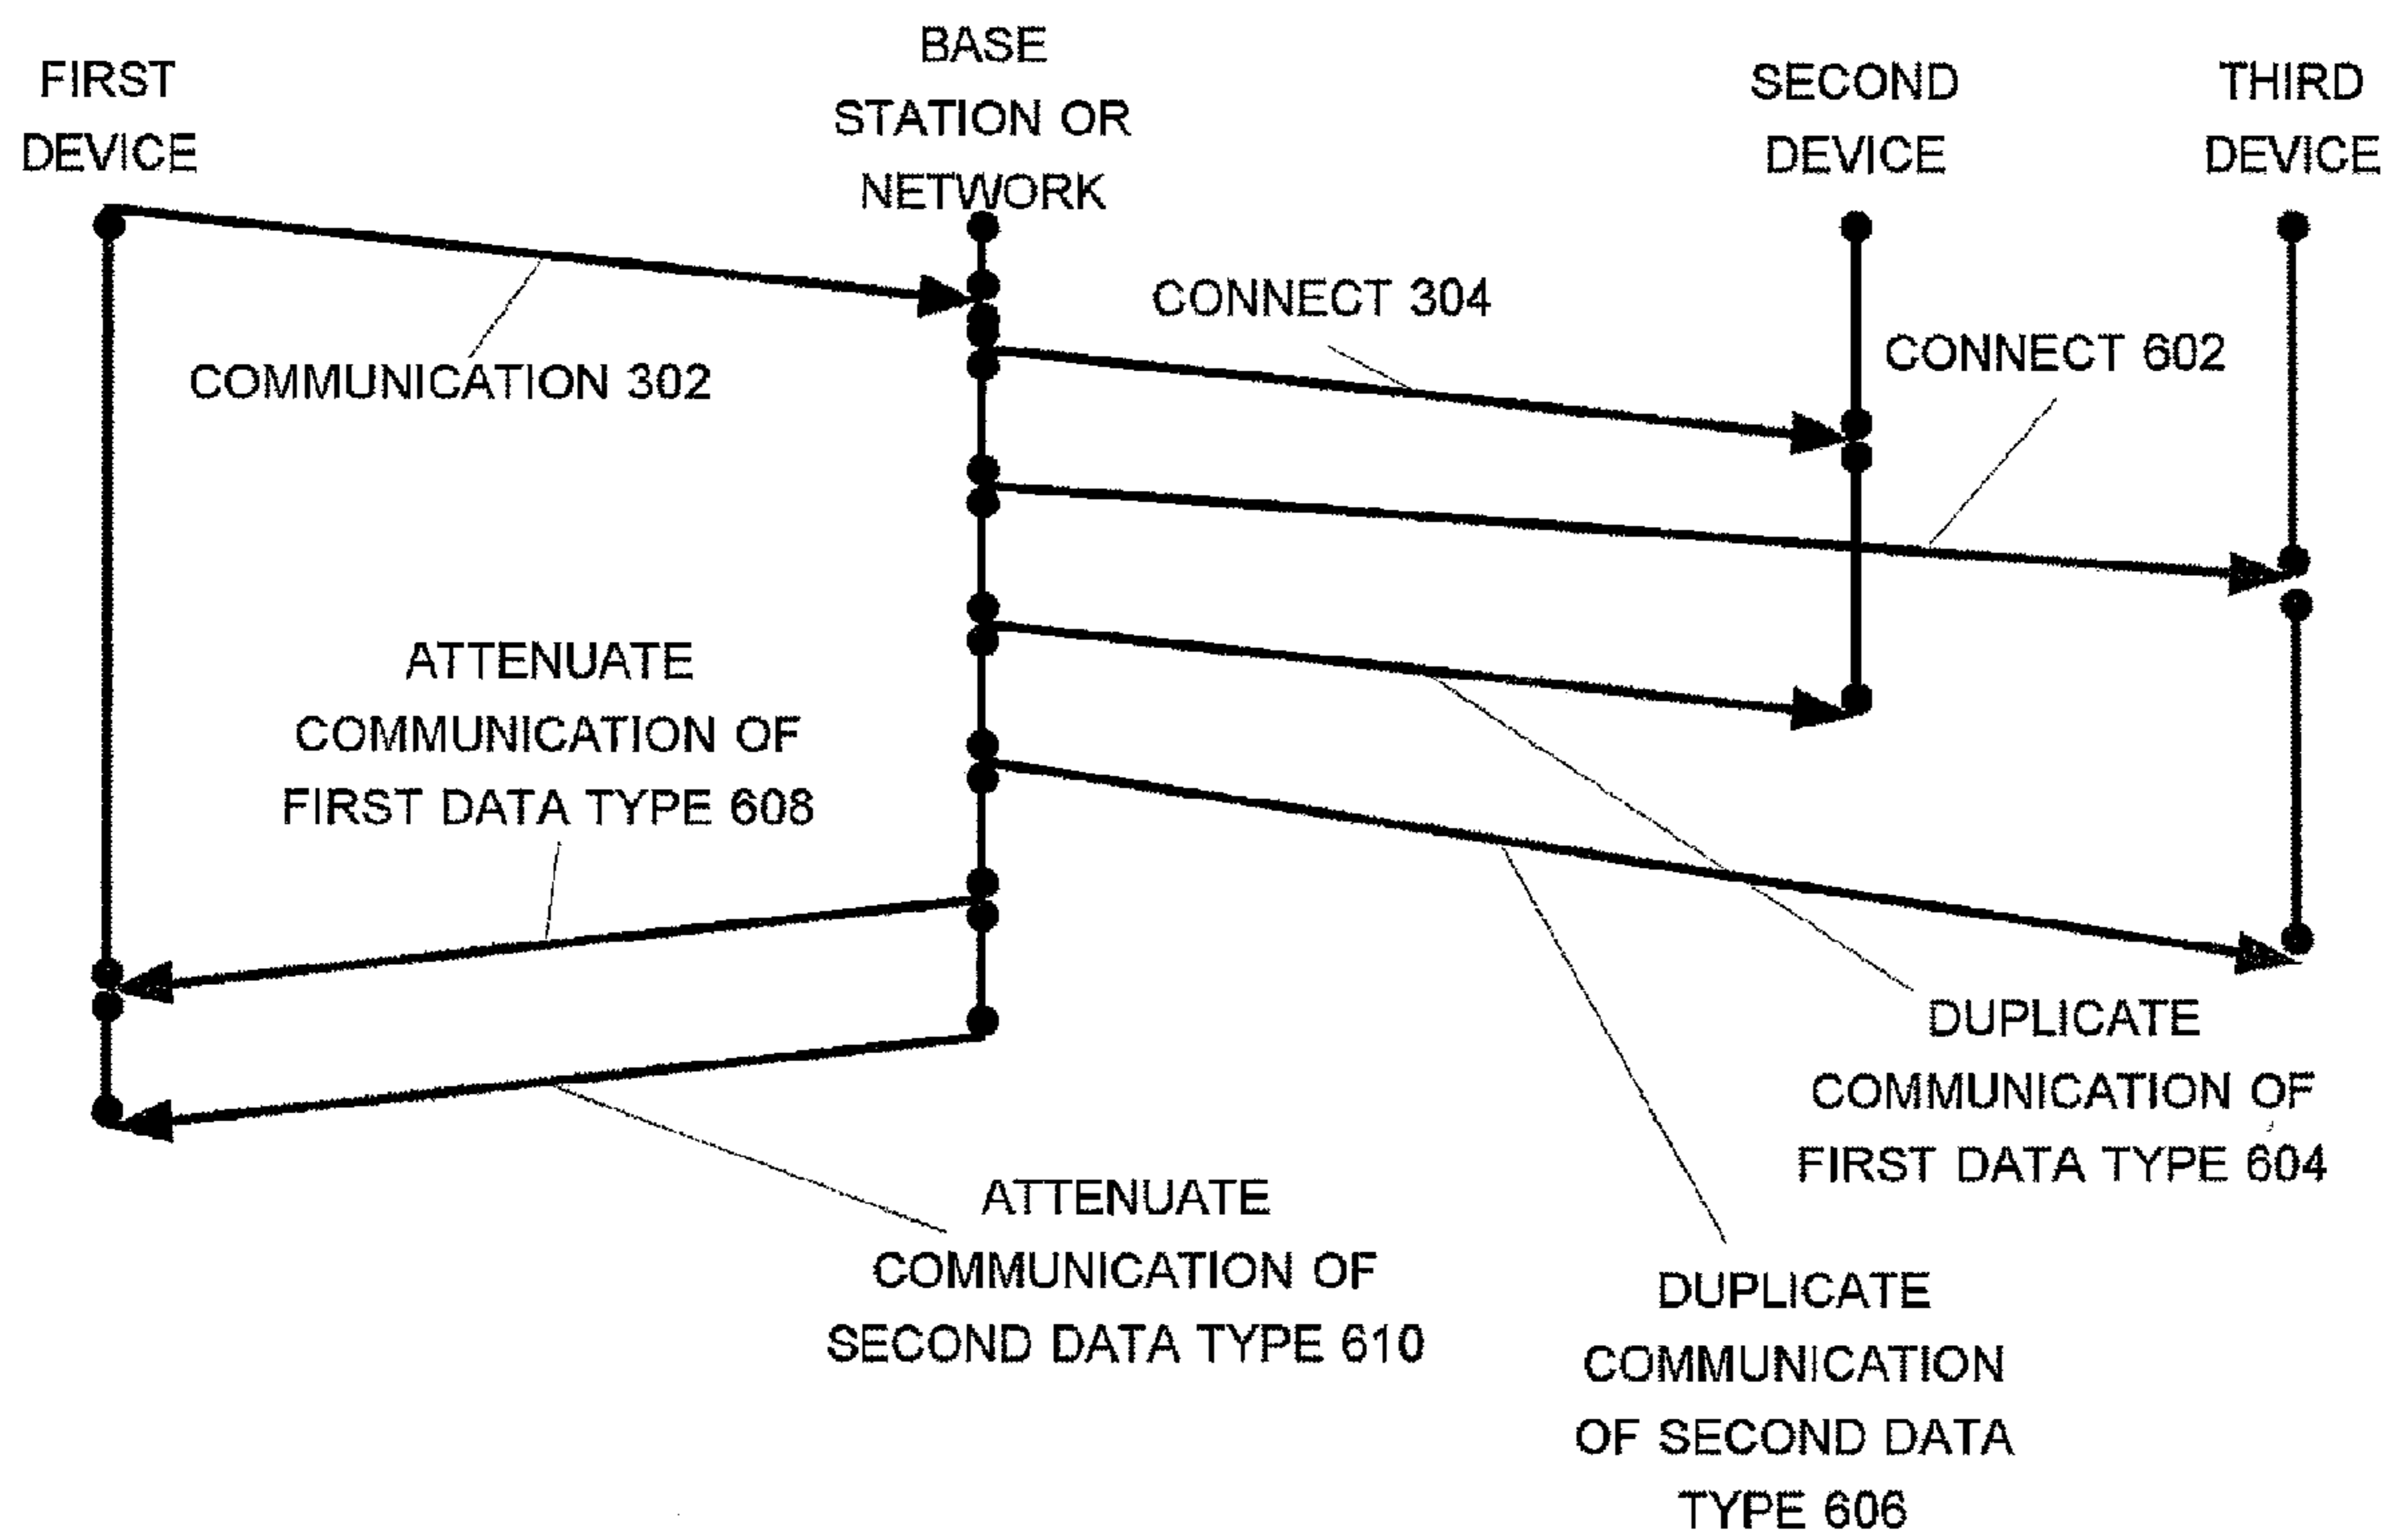 FIRST
DEVICE
BASE
STATION OR
NETWORK
SECOND
DEVICE
THIRD
DEVICE
COMMUNICATION 302
CONNECT 304
CONNECT 602
ATTENUATE
COMMUNICATION OF
FIRST DATA TYPE 608
DUPLICATE
COMMUNICATION OF
FIRST DATA TYPE 604
ATTENUATE
COMMUNICATION OF
SECOND DATA TYPE 610
DUPLICATE
COMMUNICATION
OF SECOND DATA
TYPE 606